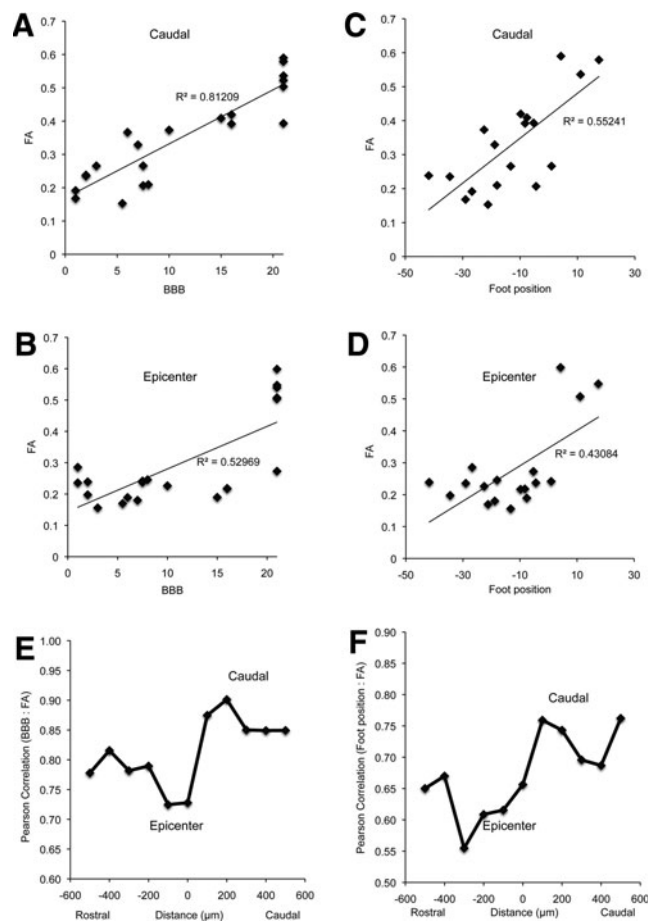 A
Caudal
0.7
0.6
0.5
0.4
0.3
0.2
0.1
0
FA
R² = 0.81209
0 5 10 15 20
BBB
C
Caudal
0.7
0.6
0.5
0.4
0.3
0.2
0.1
0
FA
R² = 0.55241
-50 -30 -10 10 30
Foot position
B
Epicenter
0.7
0.6
0.5
0.4
0.3
0.2
0.1
0
FA
R² = 0.52969
0 5 10 15 20
BBB
D
Epicenter
0.7
0.6
0.5
0.4
0.3
0.2
0.1
0
FA
R² = 0.43084
-50 -30 -10 10 30
Foot position
E
1.00
0.95
0.90
0.85
0.80
0.75
0.70
0.65
0.60
Pearson Correlation (BBB : FA)
Caudal
Epicenter
-600 -400 -200 0 200 400 600
Rostral Distance (µm) Caudal
F
0.90
0.85
0.80
0.75
0.70
0.65
0.60
0.55
0.50
Pearson Correlation (Foot position : FA)
Caudal
Epicenter
-600 -400 -200 0 200 400 600
Rostral Distance (µm) Caudal